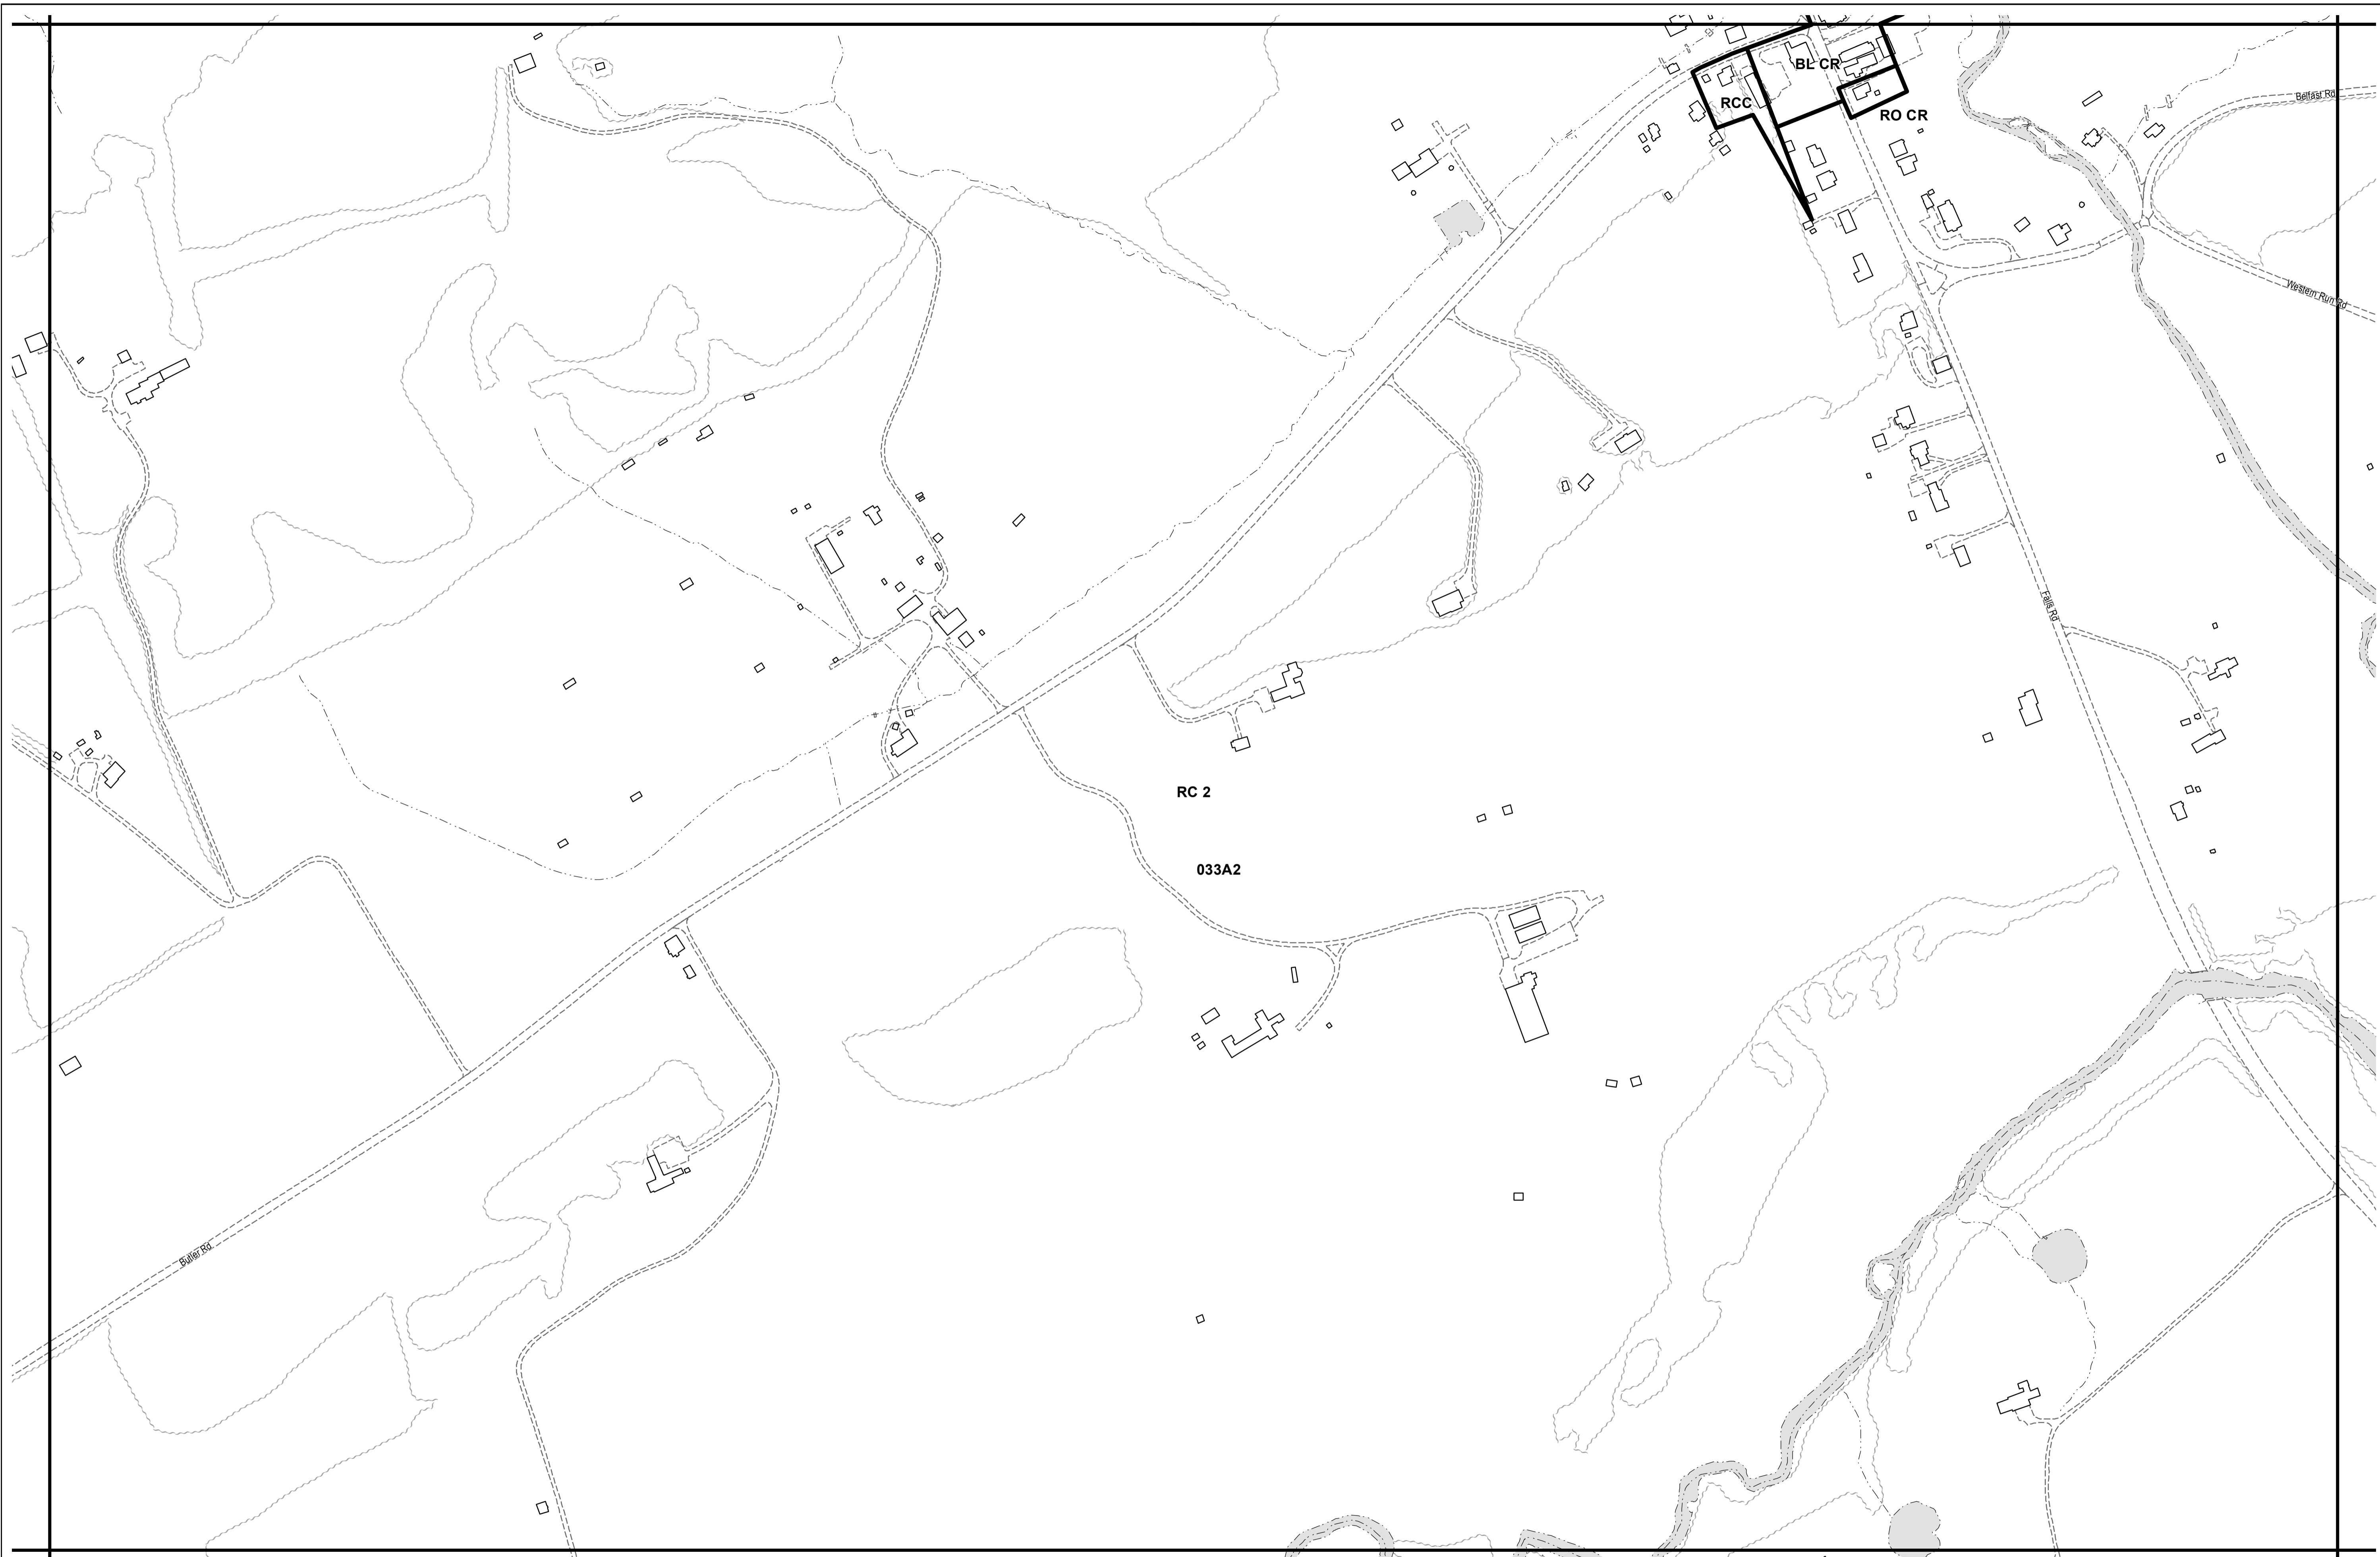 BL CR
RCC
RO CR
Belfast Rd
Western Run Rd
Falls Rd
RC 2
033A2
Butler Rd